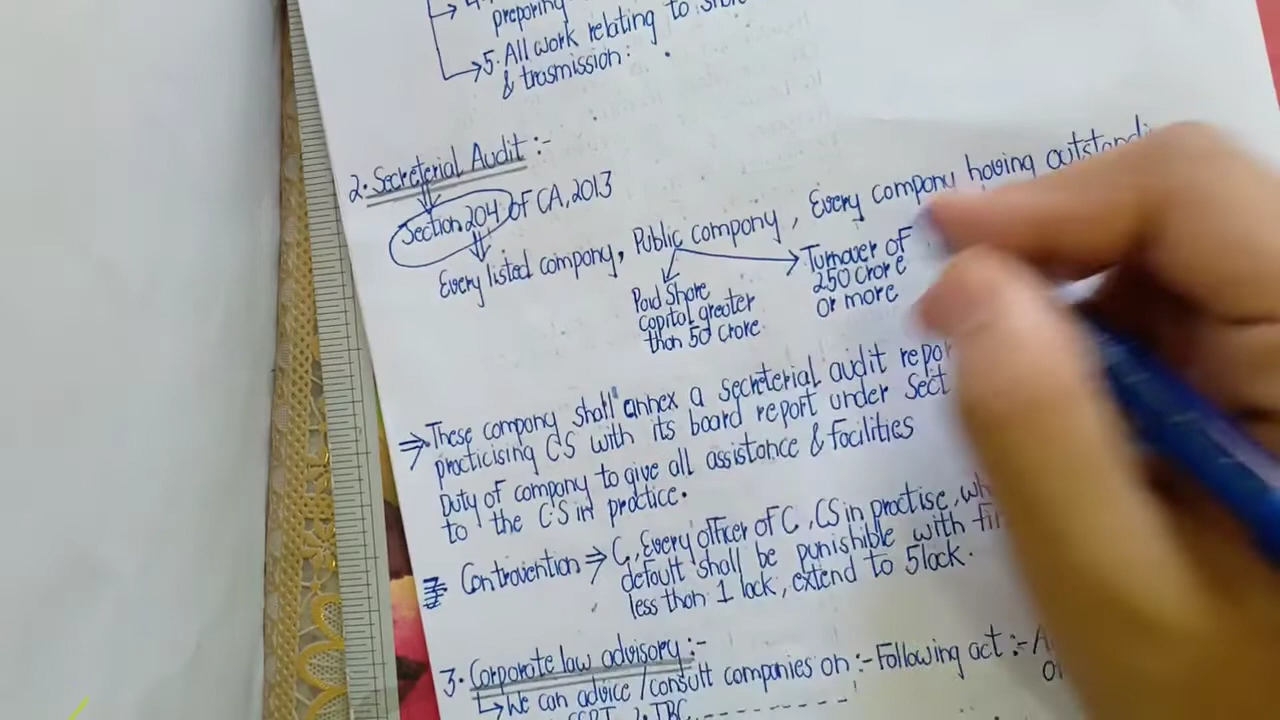 preparing
5. All work relating to
& trasmission:
2. Secreterial Audit :-
Section 204 of CA, 2013
Every listed company, Public company, Every company having outstandi
Paid Share
capital greater
than 50 crore
Turnover of
250 crore
or more
⇒ These company shall annex a secreterial audit repor
practicising CS with its board report under Sect
Duty of company to give all assistance & facilities
to the CS in practice.
Contravention ⇒ C, Every officer of C, CS in practise, wh
default shall be punishible with fin
less than 1 lack, extend to 5 lack.
3. Corporate law advisory :-
We can advice / consult companies on :- Following act :-
2. IBC